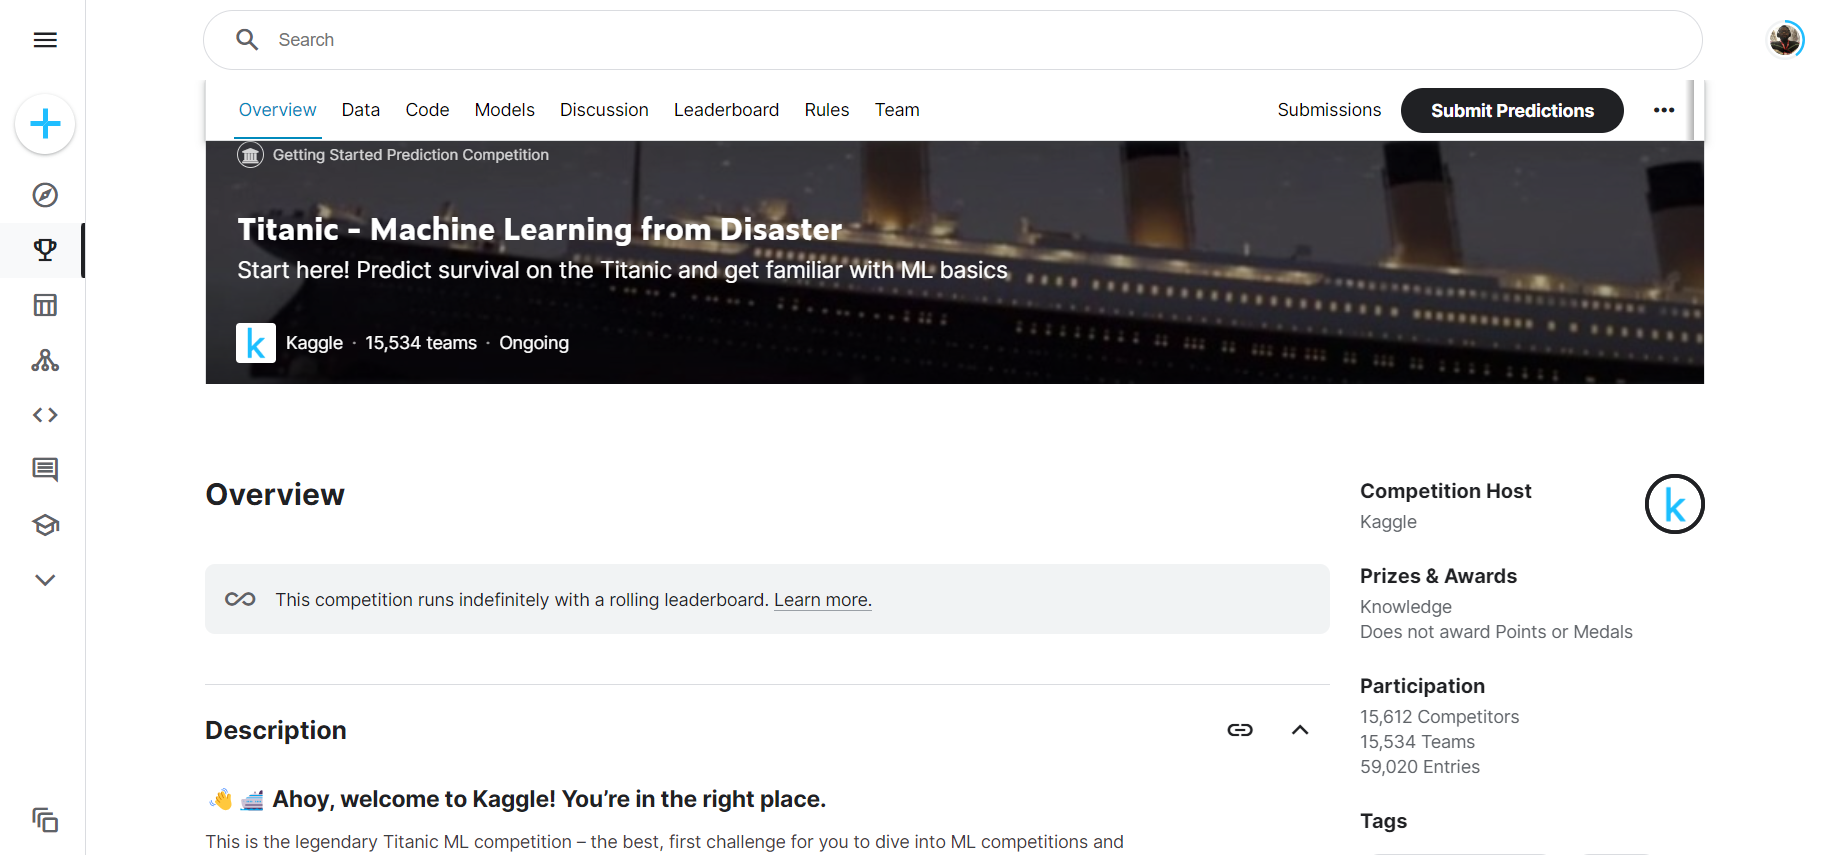 Search
Overview Data Code Models Discussion Leaderboard Rules Team Submissions Submit Predictions
Getting Started Prediction Competition
Titanic - Machine Learning from Disaster
Start here! Predict survival on the Titanic and get familiar with ML basics
k Kaggle · 15,534 teams · Ongoing
Overview
This competition runs indefinitely with a rolling leaderboard. Learn more.
Description
👋🛳️ Ahoy, welcome to Kaggle! You’re in the right place.
This is the legendary Titanic ML competition – the best, first challenge for you to dive into ML competitions and
Competition Host
Kaggle
k
Prizes & Awards
Knowledge
Does not award Points or Medals
Participation
15,612 Competitors
15,534 Teams
59,020 Entries
Tags